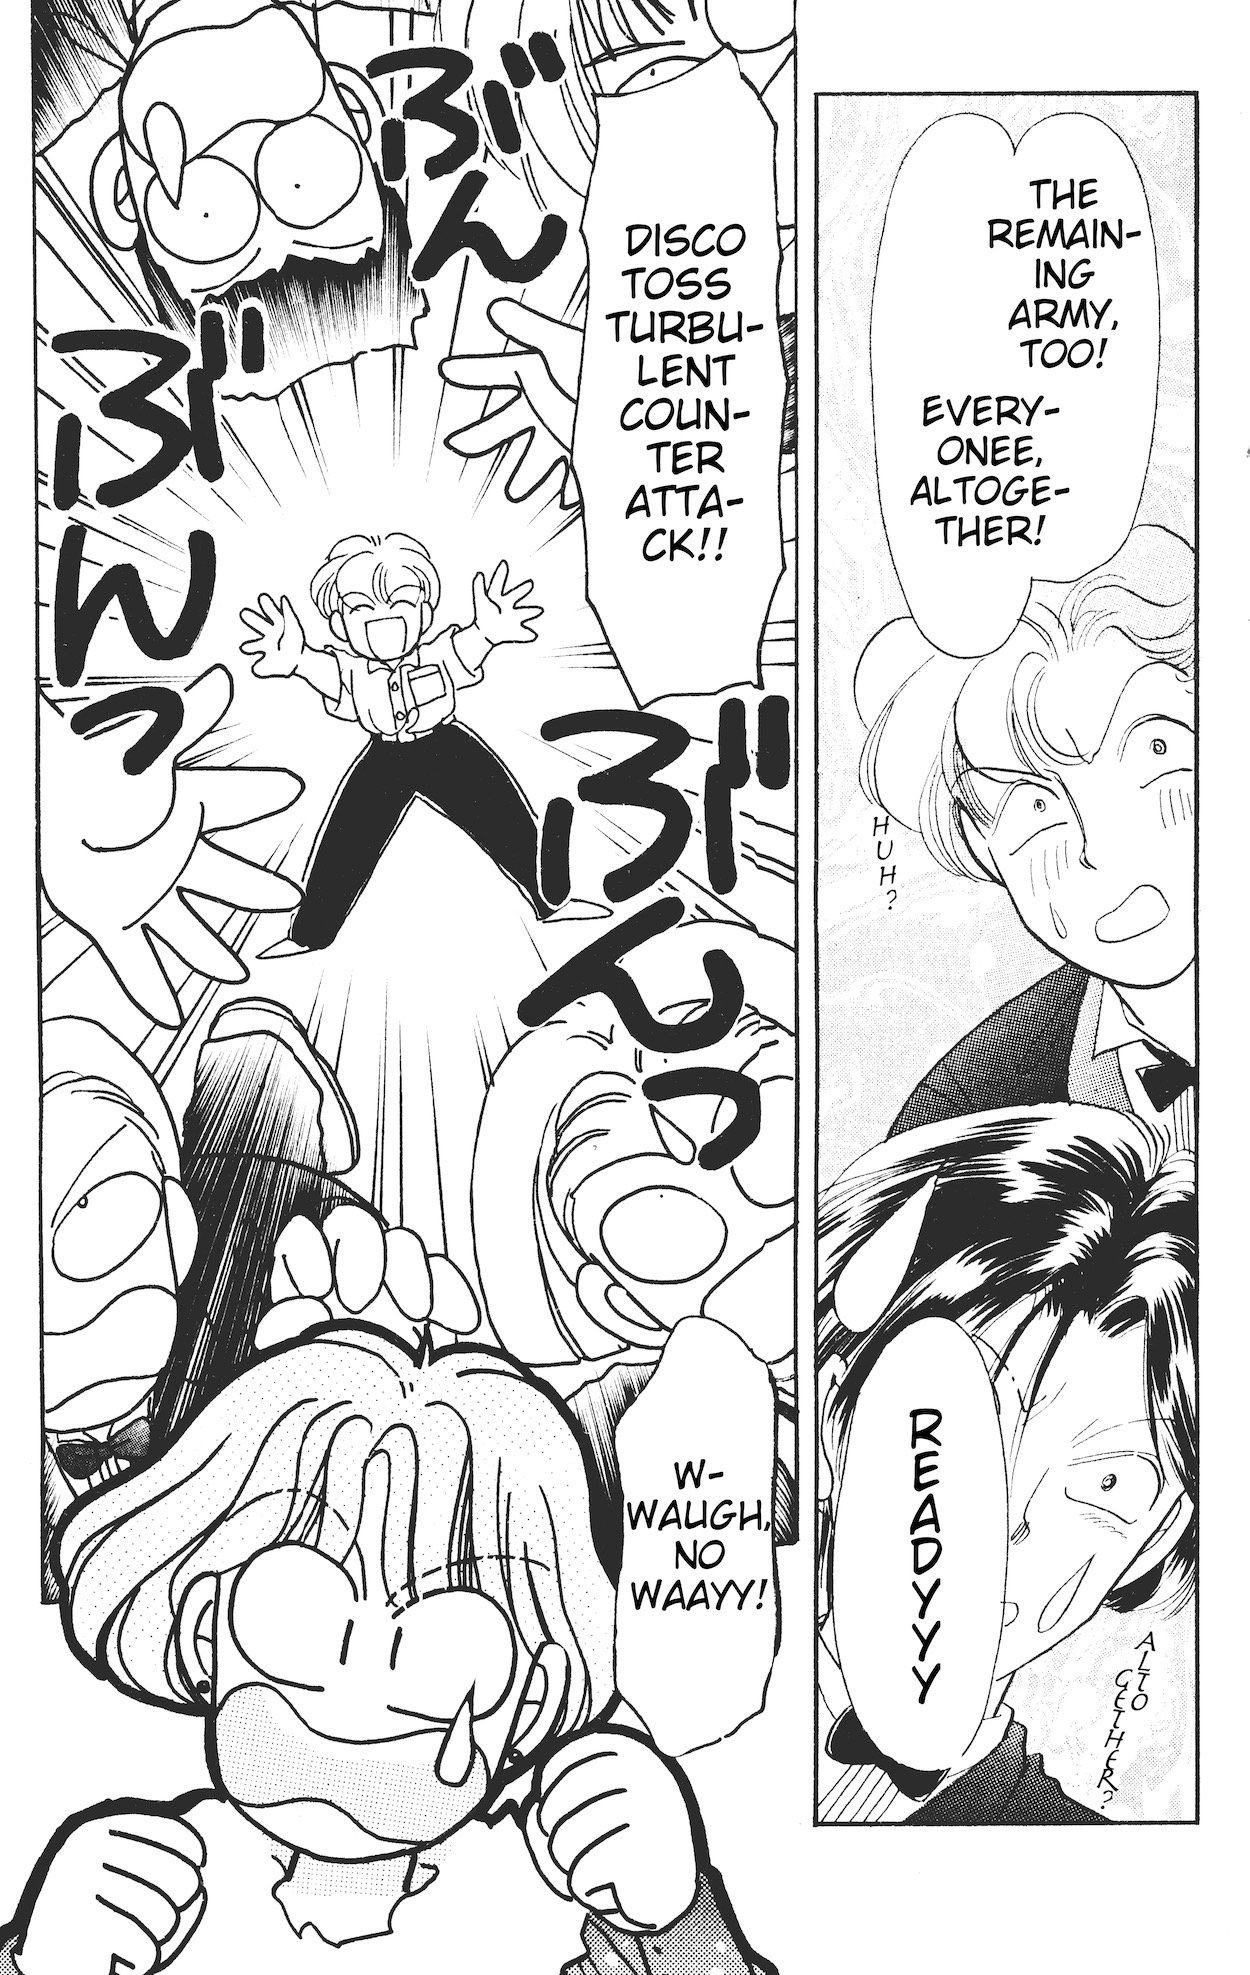 THE
REMAIN-
ING
ARMY,
TOO!
EVERY-
ONEE,
ALTOGE-
THER!
HUH?
READYYY
ALTO
GETHER?
DISCO
TOSS
TURBU-
LENT
COUN-
TER
ATTA-
CK!!
ぶん
ぶんっ
ぶんっ
W-
WAUGH,
NO
WAAYY!